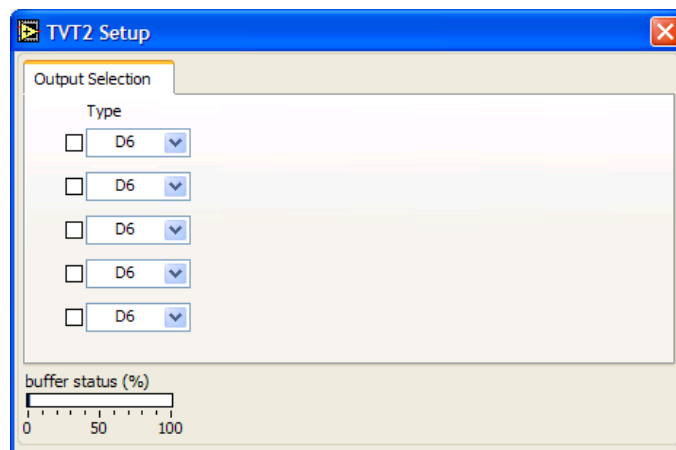 TVT2 Setup
Output Selection
Type
D6
D6
D6
D6
D6
buffer status (%)
0 50 100